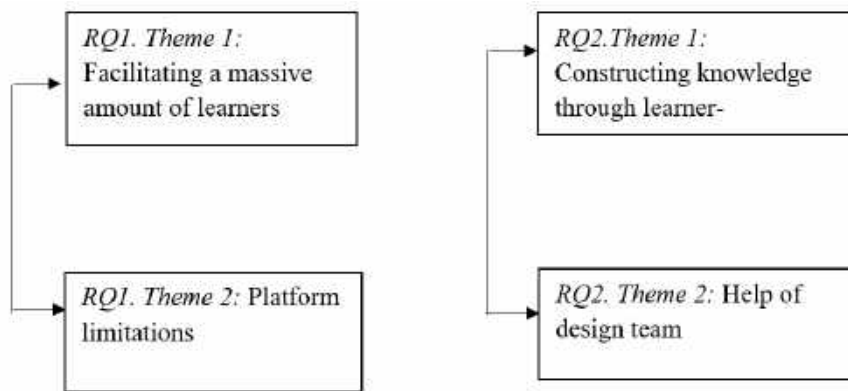 RQ1. Theme 1:
Facilitating a massive
amount of learners
RQ2.Theme 1:
Constructing knowledge
through learner-
RQ1. Theme 2: Platform
limitations
RQ2. Theme 2: Help of
design team